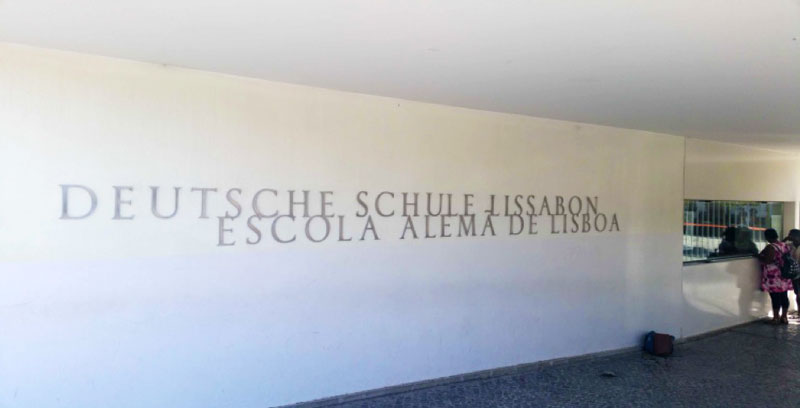 DEUTSCHE SCHULE LISSABON
ESCOLA ALEMÃ DE LISBOA